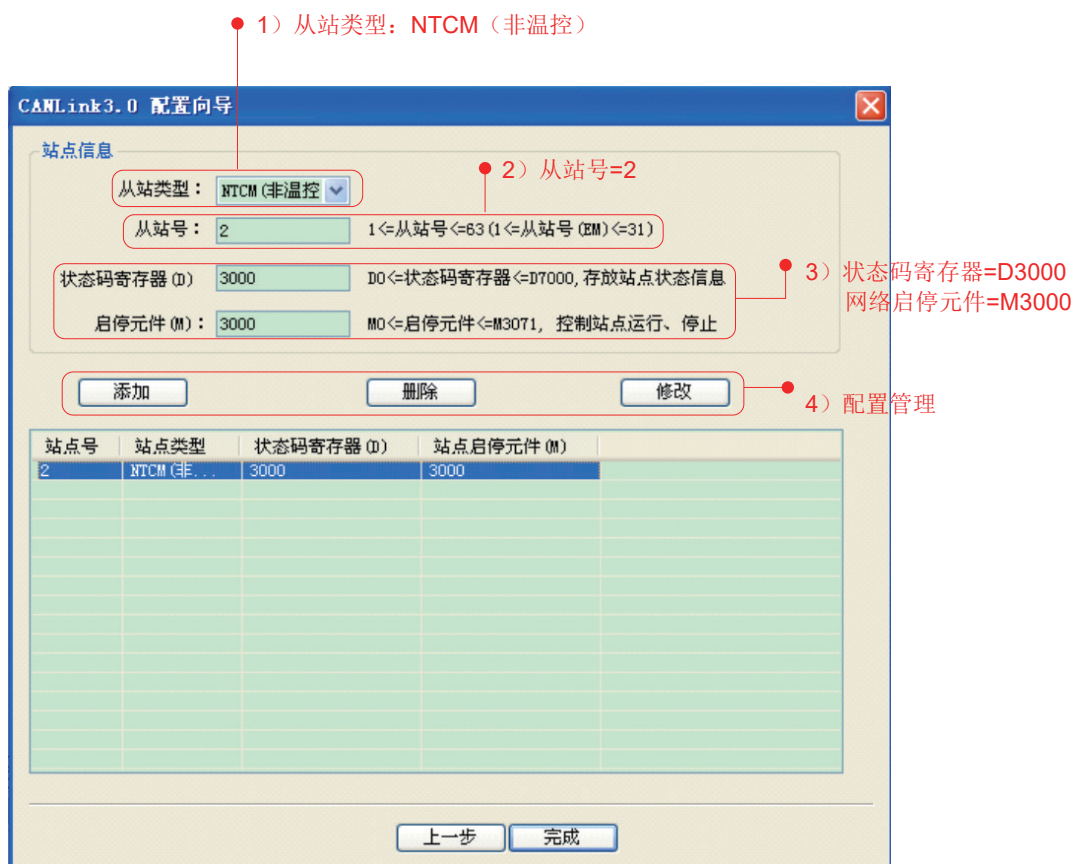 1）从站类型：NTCM（非温控）
CANLink3.0 配置向导
站点信息
2）从站号=2
从站类型： NTCM(非温控
从站号： 2 1<=从站号<=63(1<=从站号(EM)<=31)
3）状态码寄存器=D3000
状态码寄存器(D) 3000 D0<=状态码寄存器<=D7000,存放站点状态信息
网络启停元件=M3000
启停元件(M)： 3000 M0<=启停元件<=M3071, 控制站点运行、停止
添加 删除 修改
4）配置管理
站点号 站点类型 状态码寄存器(D) 站点启停元件(M)
2 NTCM(非... 3000 3000
上一步 完成